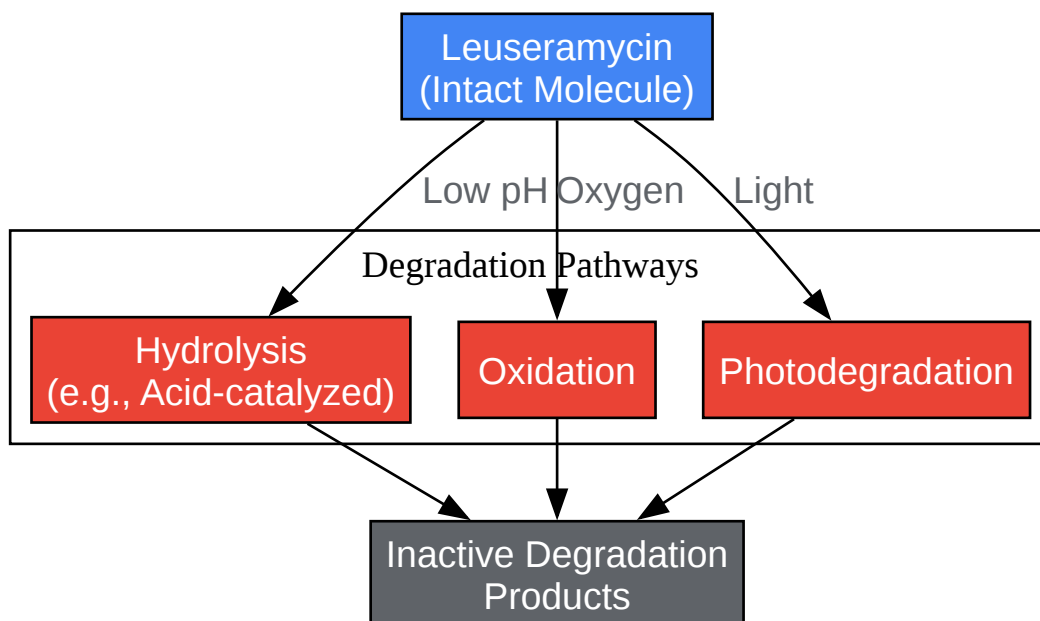 Leuseramycin
(Intact Molecule)
Low pH Oxygen Light
Degradation Pathways
Hydrolysis
(e.g., Acid-catalyzed)
Oxidation
Photodegradation
Inactive Degradation
Products